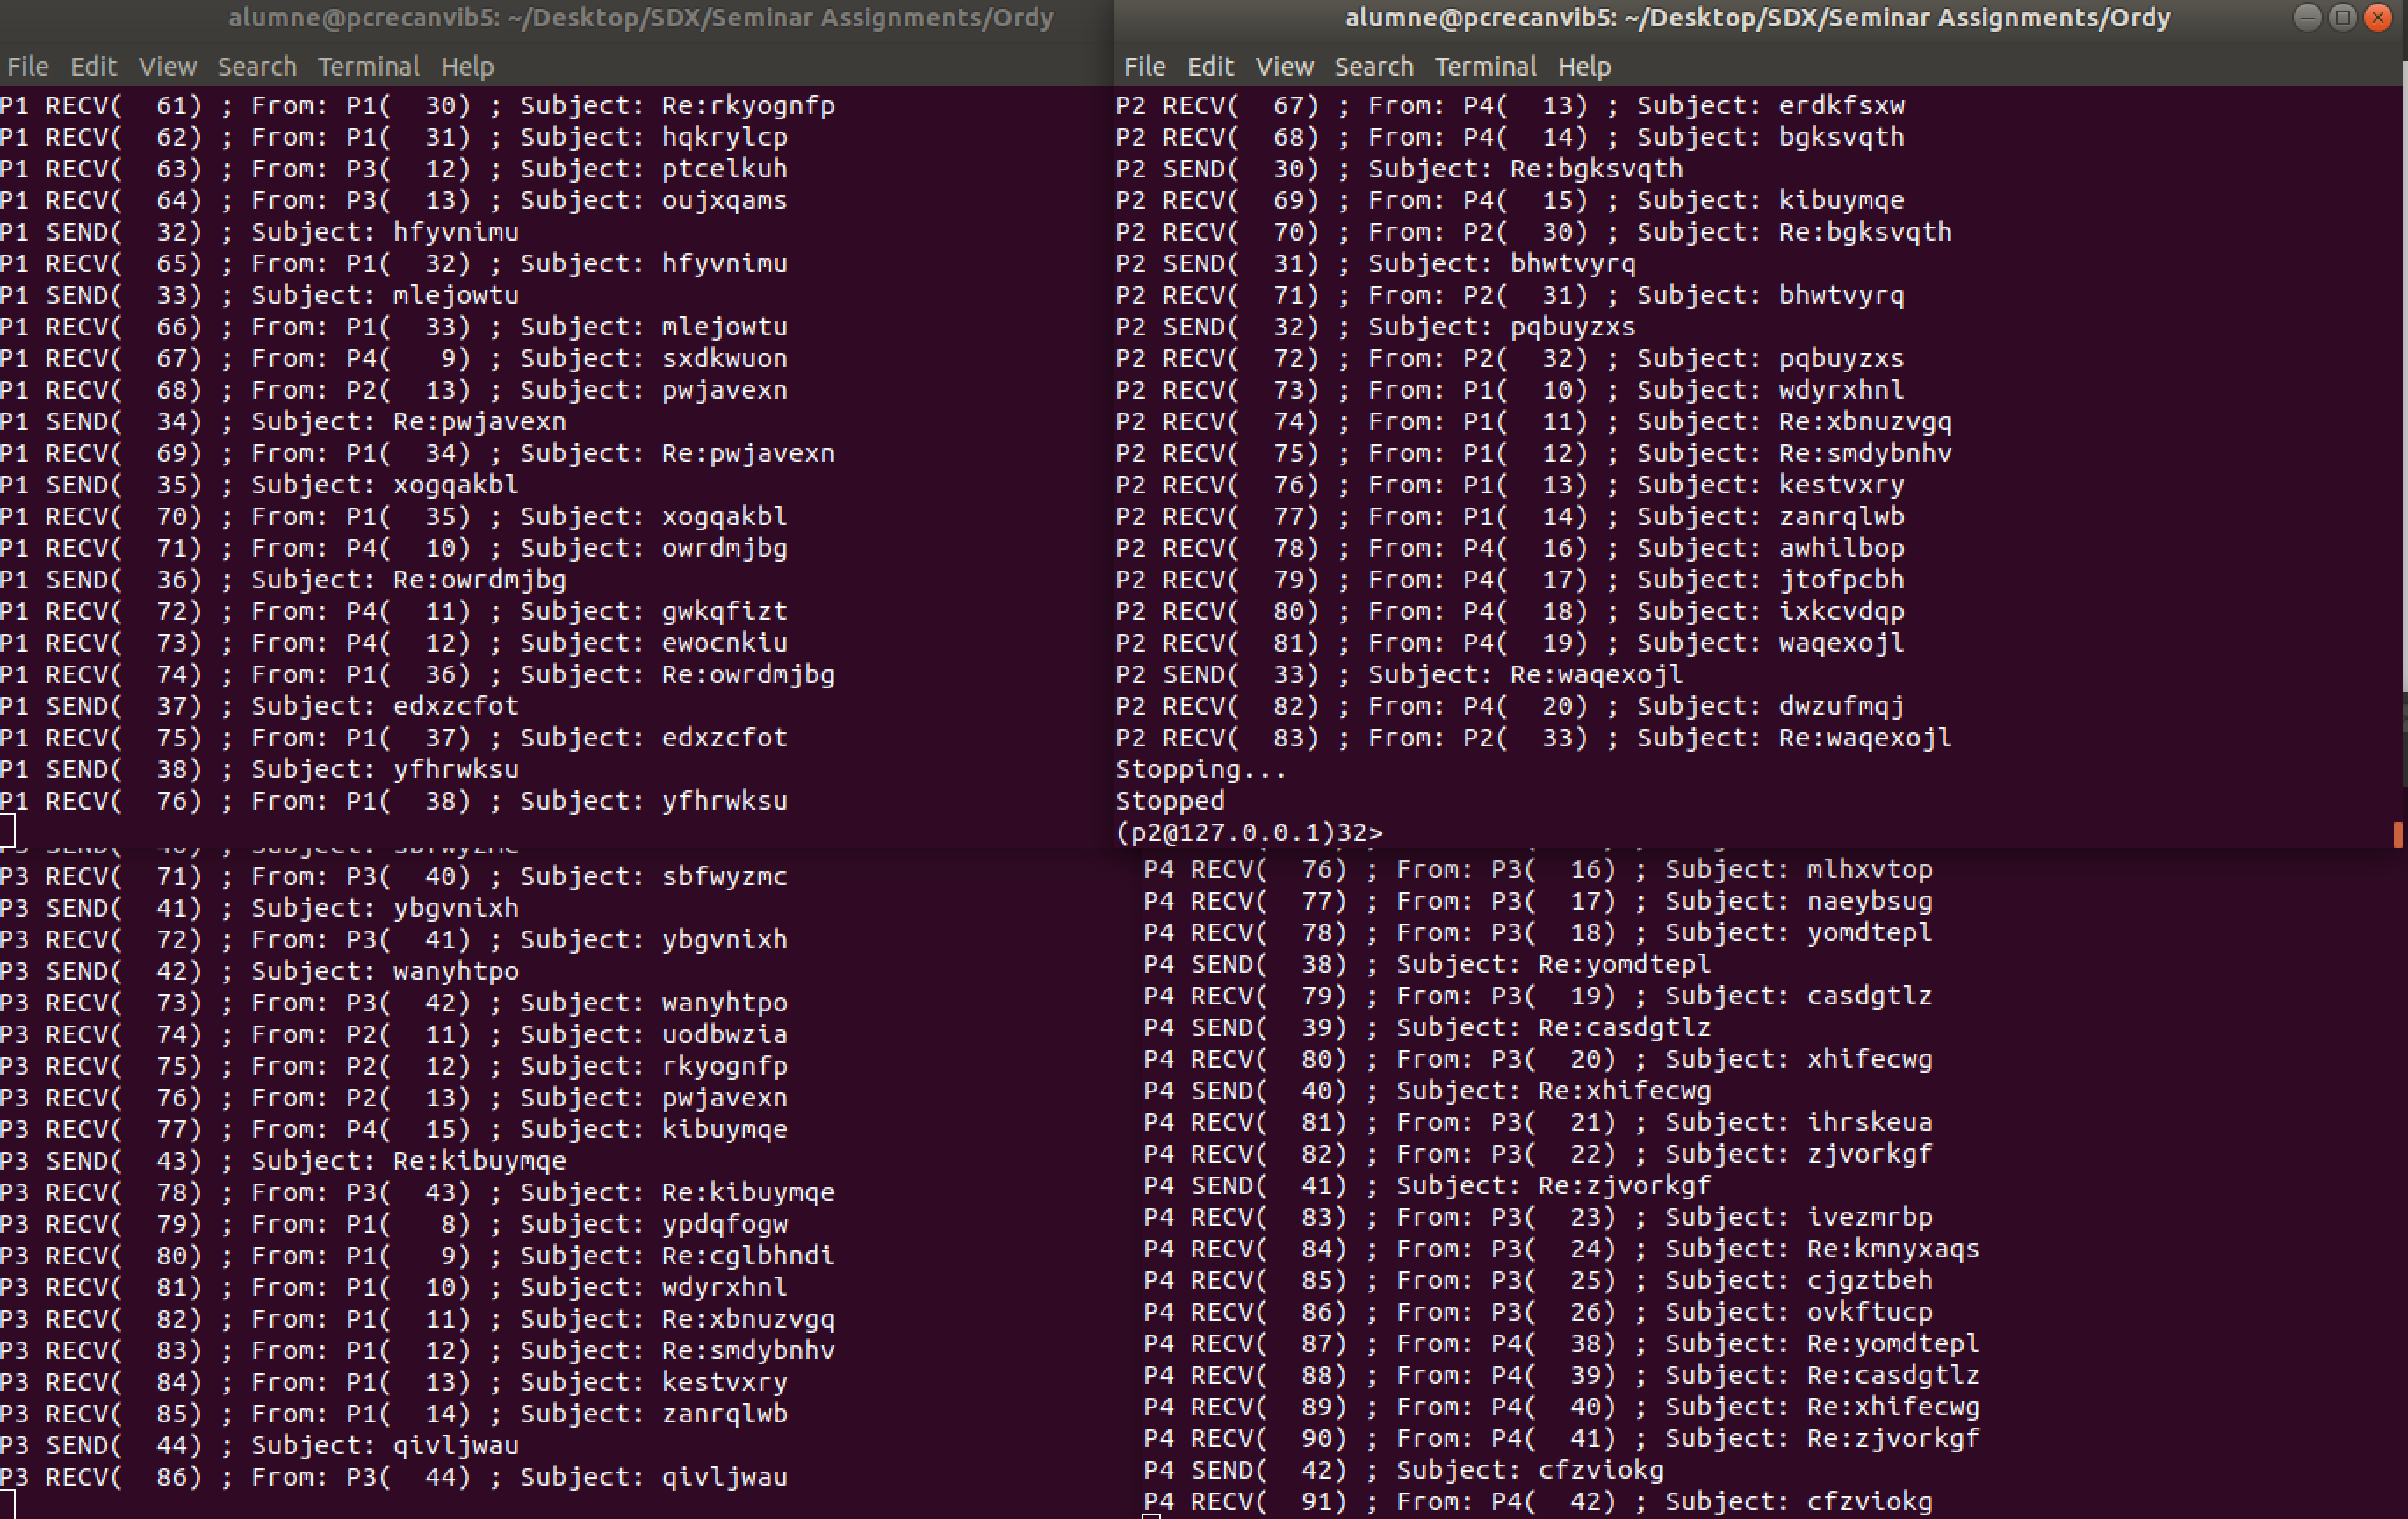 alumne@pcrecanvib5: ~/Desktop/SDX/Seminar Assignments/Ordy
File Edit View Search Terminal Help
P1 RECV(  61) ; From: P1(  30) ; Subject: Re:rkyognfp
P1 RECV(  62) ; From: P1(  31) ; Subject: hqkrylcp
P1 RECV(  63) ; From: P3(  12) ; Subject: ptcelkuh
P1 RECV(  64) ; From: P3(  13) ; Subject: oujxqams
P1 SEND(  32) ; Subject: hfyvnimu
P1 RECV(  65) ; From: P1(  32) ; Subject: hfyvnimu
P1 SEND(  33) ; Subject: mlejowtu
P1 RECV(  66) ; From: P1(  33) ; Subject: mlejowtu
P1 RECV(  67) ; From: P4(   9) ; Subject: sxdkwuon
P1 RECV(  68) ; From: P2(  13) ; Subject: pwjavexn
P1 SEND(  34) ; Subject: Re:pwjavexn
P1 RECV(  69) ; From: P1(  34) ; Subject: Re:pwjavexn
P1 SEND(  35) ; Subject: xogqakbl
P1 RECV(  70) ; From: P1(  35) ; Subject: xogqakbl
P1 RECV(  71) ; From: P4(  10) ; Subject: owrdmjbg
P1 SEND(  36) ; Subject: Re:owrdmjbg
P1 RECV(  72) ; From: P4(  11) ; Subject: gwkqfizt
P1 RECV(  73) ; From: P4(  12) ; Subject: ewocnkiu
P1 RECV(  74) ; From: P1(  36) ; Subject: Re:owrdmjbg
P1 SEND(  37) ; Subject: edxzcfot
P1 RECV(  75) ; From: P1(  37) ; Subject: edxzcfot
P1 SEND(  38) ; Subject: yfhrwksu
P1 RECV(  76) ; From: P1(  38) ; Subject: yfhrwksu
alumne@pcrecanvib5: ~/Desktop/SDX/Seminar Assignments/Ordy
File Edit View Search Terminal Help
P2 RECV(  67) ; From: P4(  13) ; Subject: erdkfsxw
P2 RECV(  68) ; From: P4(  14) ; Subject: bgksvqth
P2 SEND(  30) ; Subject: Re:bgksvqth
P2 RECV(  69) ; From: P4(  15) ; Subject: kibuymqe
P2 RECV(  70) ; From: P2(  30) ; Subject: Re:bgksvqth
P2 SEND(  31) ; Subject: bhwtvyrq
P2 RECV(  71) ; From: P2(  31) ; Subject: bhwtvyrq
P2 SEND(  32) ; Subject: pqbuyzxs
P2 RECV(  72) ; From: P2(  32) ; Subject: pqbuyzxs
P2 RECV(  73) ; From: P1(  10) ; Subject: wdyrxhnl
P2 RECV(  74) ; From: P1(  11) ; Subject: Re:xbnuzvgq
P2 RECV(  75) ; From: P1(  12) ; Subject: Re:smdybnhv
P2 RECV(  76) ; From: P1(  13) ; Subject: kestvxry
P2 RECV(  77) ; From: P1(  14) ; Subject: zanrqlwb
P2 RECV(  78) ; From: P4(  16) ; Subject: awhilbop
P2 RECV(  79) ; From: P4(  17) ; Subject: jtofpcbh
P2 RECV(  80) ; From: P4(  18) ; Subject: ixkcvdqp
P2 RECV(  81) ; From: P4(  19) ; Subject: waqexojl
P2 SEND(  33) ; Subject: Re:waqexojl
P2 RECV(  82) ; From: P4(  20) ; Subject: dwzufmqj
P2 RECV(  83) ; From: P2(  33) ; Subject: Re:waqexojl
Stopping...
Stopped
(p2@127.0.0.1)32>
P3 SEND(  40) ; Subject: sbfwyzmc
P3 RECV(  71) ; From: P3(  40) ; Subject: sbfwyzmc
P3 SEND(  41) ; Subject: ybgvnixh
P3 RECV(  72) ; From: P3(  41) ; Subject: ybgvnixh
P3 SEND(  42) ; Subject: wanyhtpo
P3 RECV(  73) ; From: P3(  42) ; Subject: wanyhtpo
P3 RECV(  74) ; From: P2(  11) ; Subject: uodbwzia
P3 RECV(  75) ; From: P2(  12) ; Subject: rkyognfp
P3 RECV(  76) ; From: P2(  13) ; Subject: pwjavexn
P3 RECV(  77) ; From: P4(  15) ; Subject: kibuymqe
P3 SEND(  43) ; Subject: Re:kibuymqe
P3 RECV(  78) ; From: P3(  43) ; Subject: Re:kibuymqe
P3 RECV(  79) ; From: P1(   8) ; Subject: ypdqfogw
P3 RECV(  80) ; From: P1(   9) ; Subject: Re:cglbhndi
P3 RECV(  81) ; From: P1(  10) ; Subject: wdyrxhnl
P3 RECV(  82) ; From: P1(  11) ; Subject: Re:xbnuzvgq
P3 RECV(  83) ; From: P1(  12) ; Subject: Re:smdybnhv
P3 RECV(  84) ; From: P1(  13) ; Subject: kestvxry
P3 RECV(  85) ; From: P1(  14) ; Subject: zanrqlwb
P3 SEND(  44) ; Subject: qivljwau
P3 RECV(  86) ; From: P3(  44) ; Subject: qivljwau
P4 RECV(  76) ; From: P3(  16) ; Subject: mlhxvtop
P4 RECV(  77) ; From: P3(  17) ; Subject: naeybsug
P4 RECV(  78) ; From: P3(  18) ; Subject: yomdtepl
P4 SEND(  38) ; Subject: Re:yomdtepl
P4 RECV(  79) ; From: P3(  19) ; Subject: casdgtlz
P4 SEND(  39) ; Subject: Re:casdgtlz
P4 RECV(  80) ; From: P3(  20) ; Subject: xhifecwg
P4 SEND(  40) ; Subject: Re:xhifecwg
P4 RECV(  81) ; From: P3(  21) ; Subject: ihrskeua
P4 RECV(  82) ; From: P3(  22) ; Subject: zjvorkgf
P4 SEND(  41) ; Subject: Re:zjvorkgf
P4 RECV(  83) ; From: P3(  23) ; Subject: ivezmrbp
P4 RECV(  84) ; From: P3(  24) ; Subject: Re:kmnyxaqs
P4 RECV(  85) ; From: P3(  25) ; Subject: cjgztbeh
P4 RECV(  86) ; From: P3(  26) ; Subject: ovkftucp
P4 RECV(  87) ; From: P4(  38) ; Subject: Re:yomdtepl
P4 RECV(  88) ; From: P4(  39) ; Subject: Re:casdgtlz
P4 RECV(  89) ; From: P4(  40) ; Subject: Re:xhifecwg
P4 RECV(  90) ; From: P4(  41) ; Subject: Re:zjvorkgf
P4 SEND(  42) ; Subject: cfzviokg
P4 RECV(  91) ; From: P4(  42) ; Subject: cfzviokg